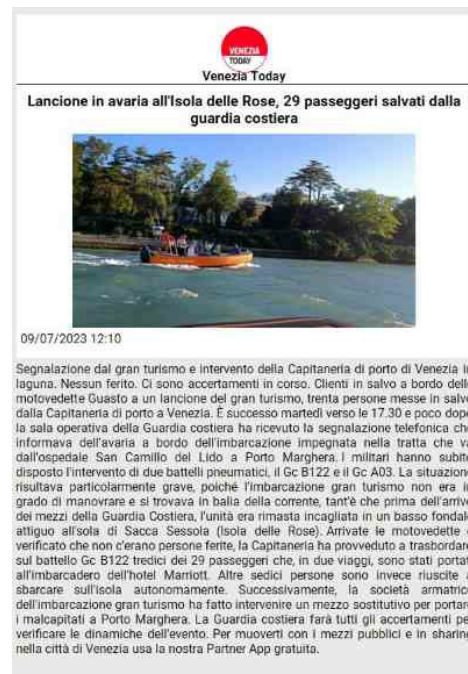 VENEZIA
TODAY
Venezia Today
Lancione in avaria all'Isola delle Rose, 29 passeggeri salvati dalla
guardia costiera
09/07/2023 12:10
Segnalazione dal gran turismo e intervento della Capitaneria di porto di Venezia in
laguna. Nessun ferito. Ci sono accertamenti in corso. Clienti in salvo a bordo delle
motovedette Guasto a un lancione del gran turismo, trenta persone messe in salvo
dalla Capitaneria di porto a Venezia. È successo martedì verso le 17.30 e poco dopo
la sala operativa della Guardia costiera ha ricevuto la segnalazione telefonica che
informava dell'avaria a bordo dell'imbarcazione impegnata nella tratta che va
dall'ospedale San Camillo del Lido a Porto Marghera. I militari hanno subito
disposto l'intervento di due battelli pneumatici, il Gc B122 e il Gc A03. La situazione
risultava particolarmente grave, poiché l'imbarcazione gran turismo non era in
grado di manovrare e si trovava in balia della corrente, tant'è che prima dell'arrivo
dei mezzi della Guardia Costiera, l'unità era rimasta incagliata in un basso fondale
attiguo all'sola di Sacca Sessola (Isola delle Rose). Arrivate le motovedette e
verificato che non c'erano persone ferite, la Capitaneria ha provveduto a trasbordare
sul battello Gc B122 tredici dei 29 passeggeri che, in due viaggi, sono stati portati
all'imbarcadero dell'hotel Marriott. Altre sedici persone sono invece riuscite a
sbarcare sull'isola autonomamente. Successivamente, la società armatrice
dell'imbarcazione gran turismo ha fatto intervenire un mezzo sostitutivo per portare
i malcapitati a Porto Marghera. La Guardia costiera farà tutti gli accertamenti per
verificare le dinamiche dell'evento. Per muoverti con i mezzi pubblici e in sharing
nella città di Venezia usa la nostra Partner App gratuita.